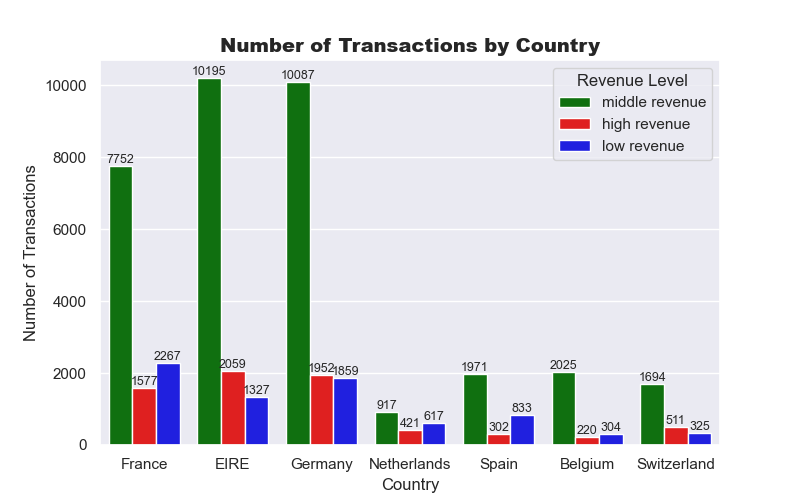 Number of Transactions by Country
Revenue Level
middle revenue
high revenue
low revenue
Number of Transactions
10000
8000
6000
4000
2000
0
7752
1577
2267
10195
2059
1327
10087
1952
1859
917
421
617
1971
302
833
2025
220
304
1694
511
325
France
EIRE
Germany
Netherlands
Spain
Belgium
Switzerland
Country